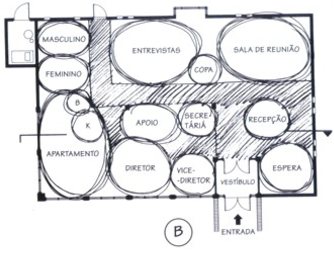 MASCULINO
ENTREVISTAS
SALA DE REUNIÃO
FEMININO
COPA
B
K
APOIO
SECRE-
TÁRIA
RECEPÇÃO
APARTAMENTO
DIRETOR
VICE-
-DIRETOR
VESTÍBULO
ESPERA
B
ENTRADA